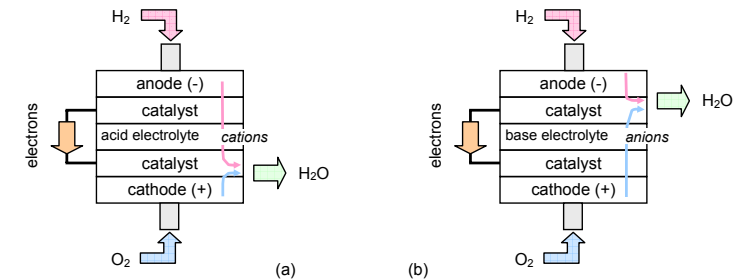 H2
anode (-)
catalyst
acid electrolyte cations
catalyst
cathode (+)
electrons
H2O
O2
(a)
H2
anode (-)
catalyst
base electrolyte anions
catalyst
cathode (+)
electrons
H2O
O2
(b)